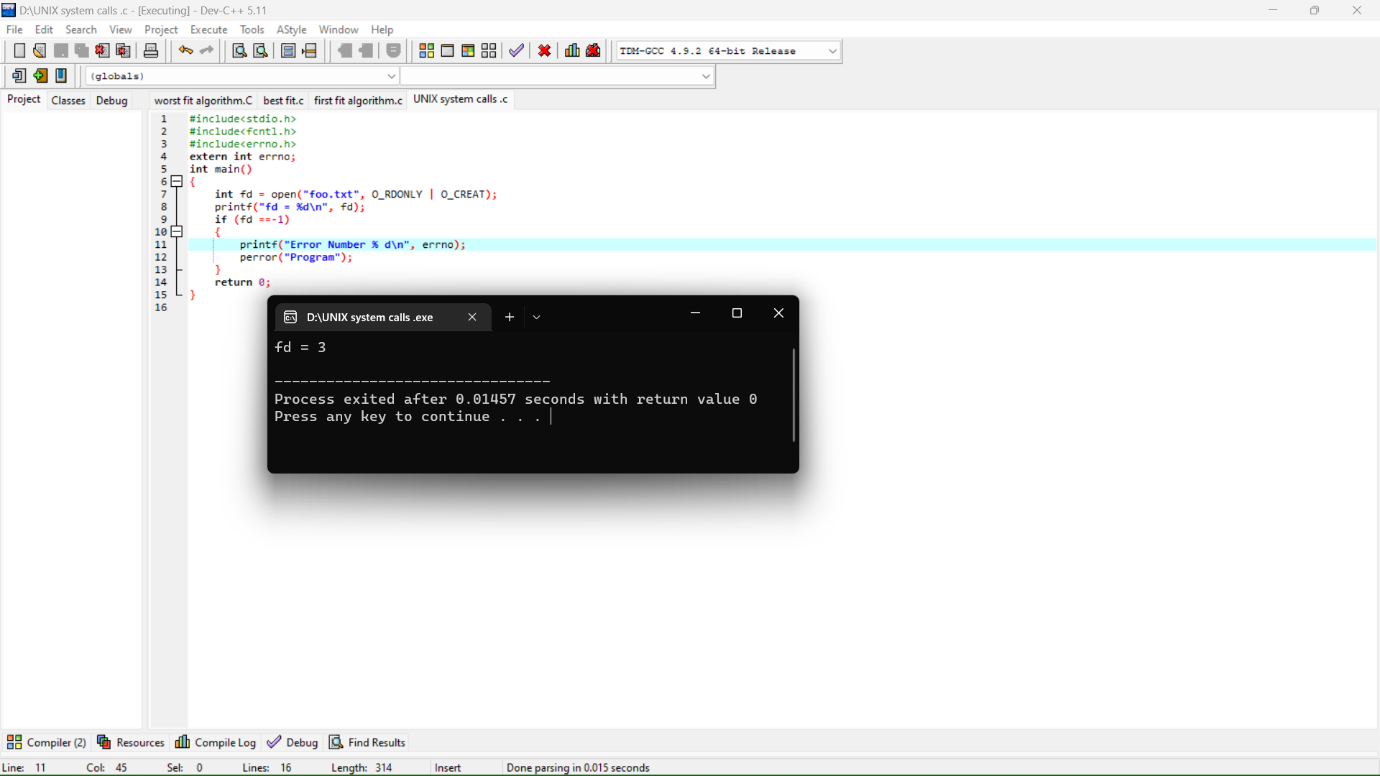 D:\UNIX system calls .c - [Executing] - Dev-C++ 5.11
File Edit Search View Project Execute Tools AStyle Window Help
TDM-GCC 4.9.2 64-bit Release
(globals)
Project Classes Debug worst fit algorithm.C best fit.c first fit algorithm.c UNIX system calls .c
1 #include<stdio.h>
2 #include<fcntl.h>
3 #include<errno.h>
4 extern int errno;
5 int main()
6 {
7 int fd = open("foo.txt", O_RDONLY | O_CREAT);
8 printf("fd = %d\n", fd);
9 if (fd ==-1)
10 {
11 printf("Error Number % d\n", errno);
12 perror("Program");
13 }
14 return 0;
15 }
16
D:\UNIX system calls .exe
fd = 3
--------------------------------
Process exited after 0.01457 seconds with return value 0
Press any key to continue . . .
Compiler (2) Resources Compile Log Debug Find Results
Line: 11 Col: 45 Sel: 0 Lines: 16 Length: 314 Insert Done parsing in 0.015 seconds